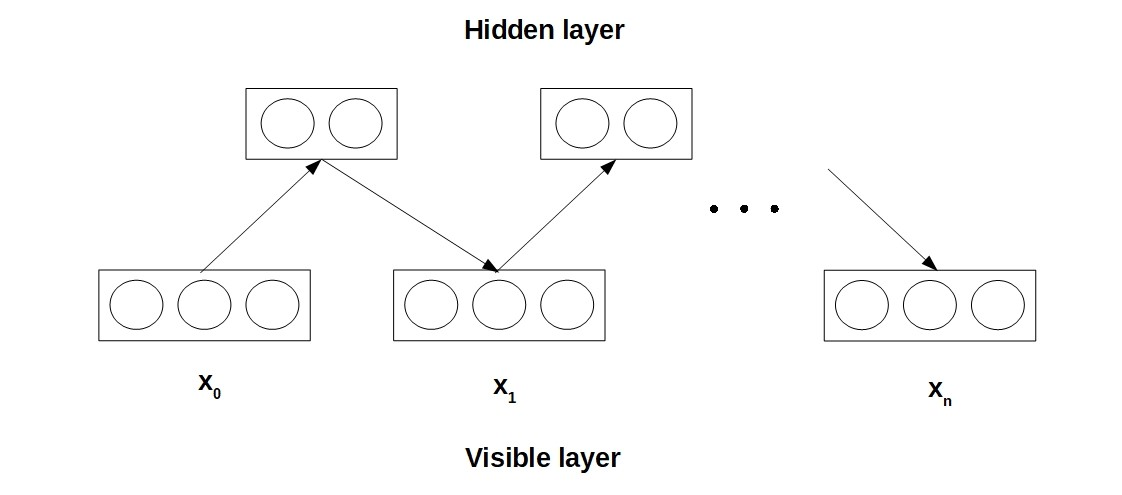 Hidden layer
x0
x1
xn
Visible layer